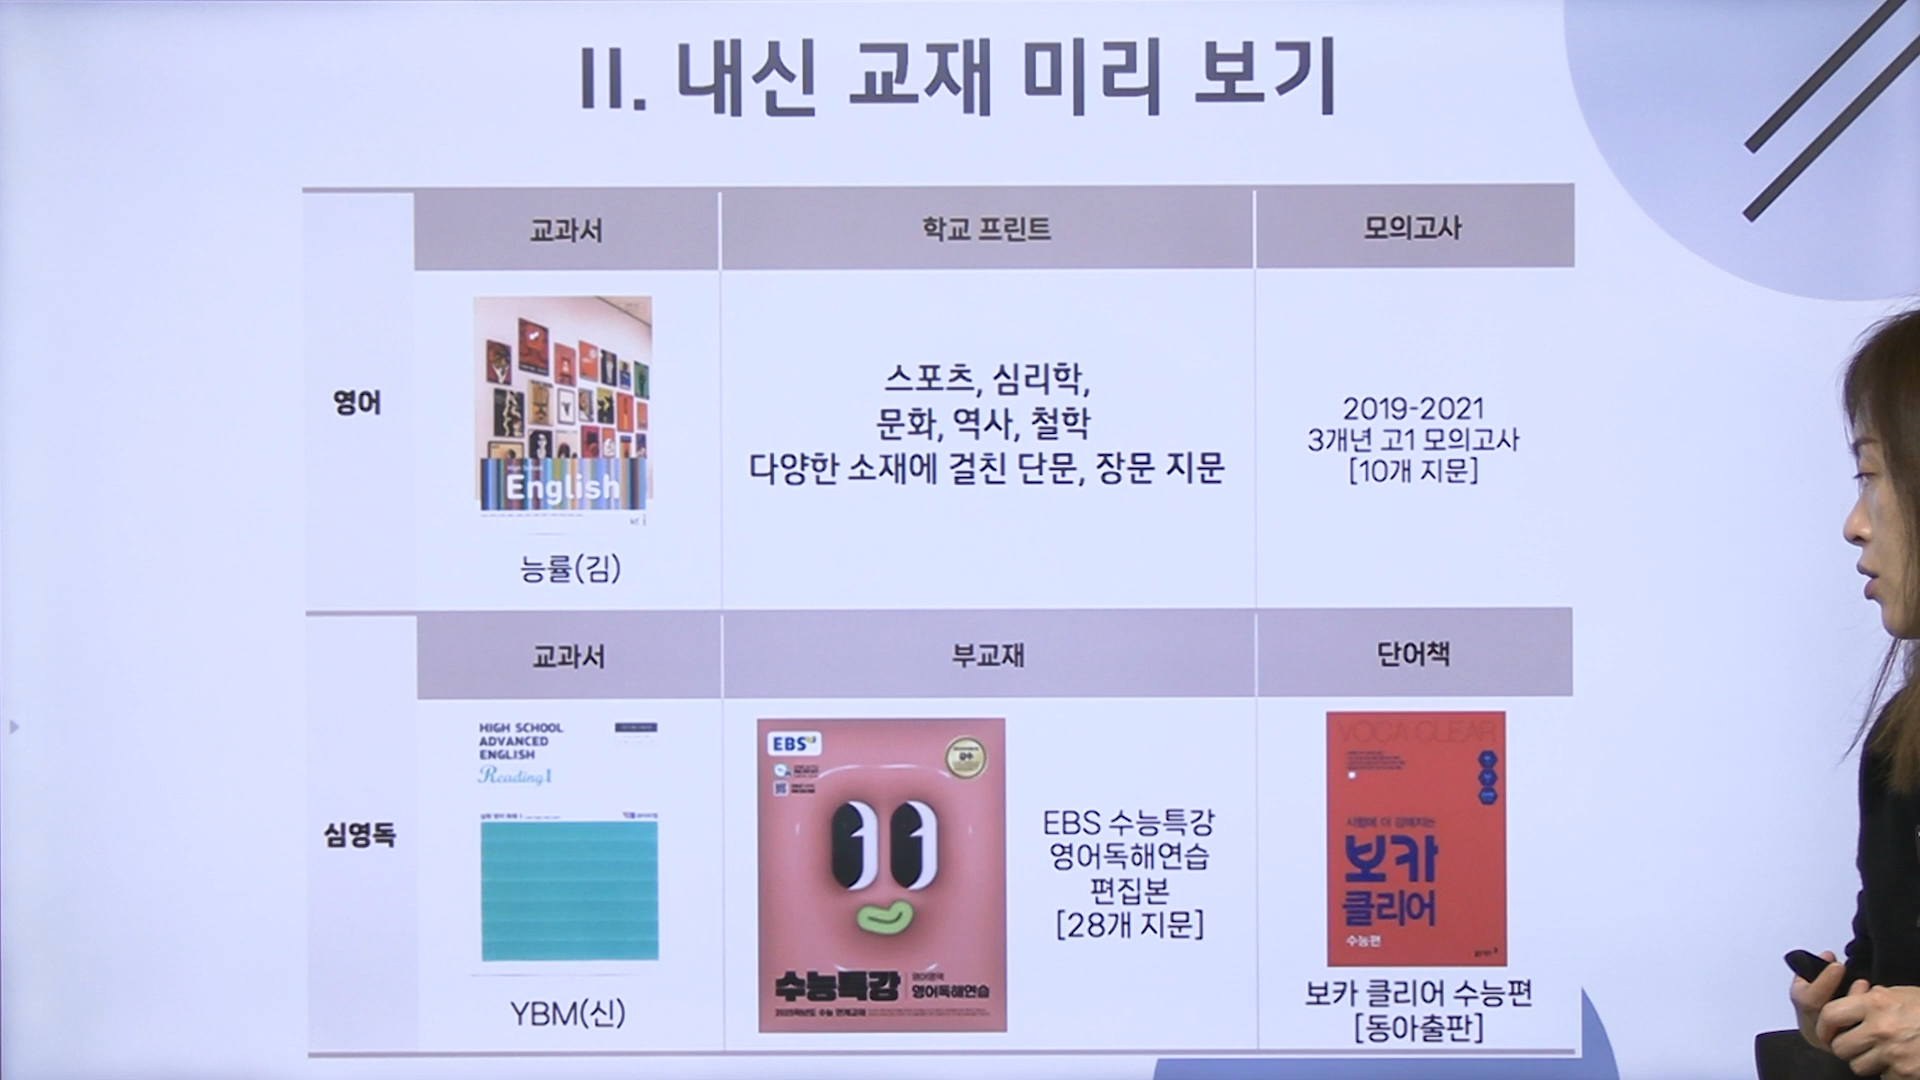 II. 내신 교재 미리 보기
교과서
학교 프린트
모의고사
영어
English
능률(김)
스포츠, 심리학,
문화, 역사, 철학
다양한 소재에 걸친 단문, 장문 지문
2019-2021
3개년 고1 모의고사
[10개 지문]
교과서
부교재
단어책
심영독
HIGH SCHOOL
ADVANCED
ENGLISH
Reading I
YBM(신)
EBS
수능특강
영어독해연습
EBS 수능특강
영어독해연습
편집본
[28개 지문]
VOCA CLEAR
보카
클리어
수능편
보카 클리어 수능편
[동아출판]